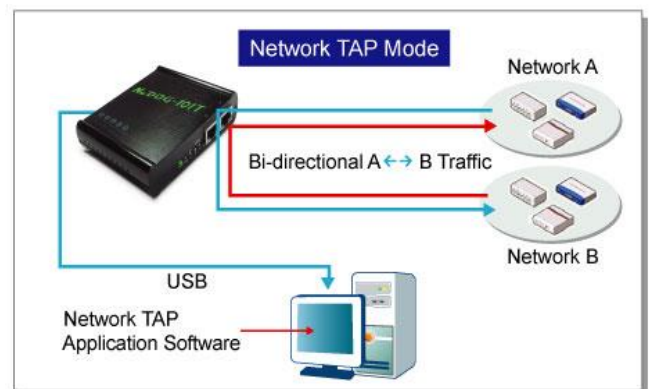 Network TAP Mode
Network A
Bi-directional A ↔ B Traffic
Network B
USB
Network TAP
Application Software